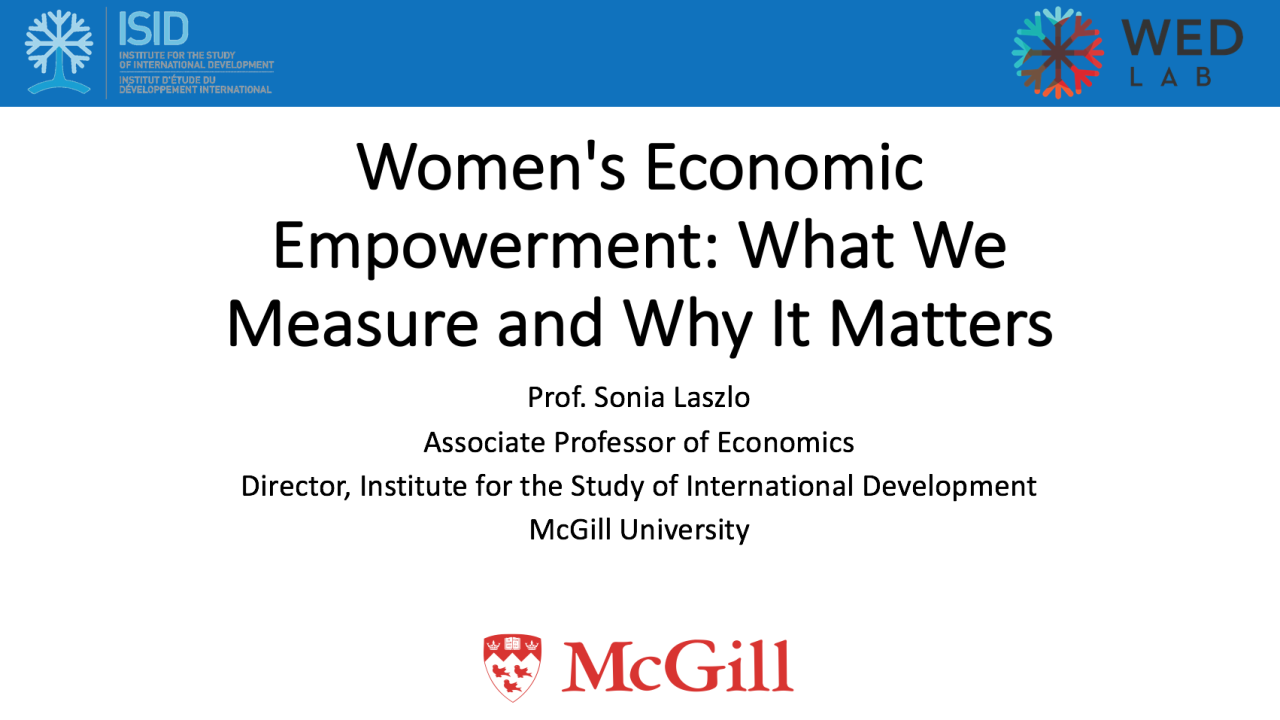 ISID
INSTITUTE FOR THE STUDY
OF INTERNATIONAL DEVELOPMENT
INSTITUT D'ÉTUDE DU
DÉVELOPPEMENT INTERNATIONAL
WED
LAB
Women's Economic
Empowerment: What We
Measure and Why It Matters
Prof. Sonia Laszlo
Associate Professor of Economics
Director, Institute for the Study of International Development
McGill University
McGill